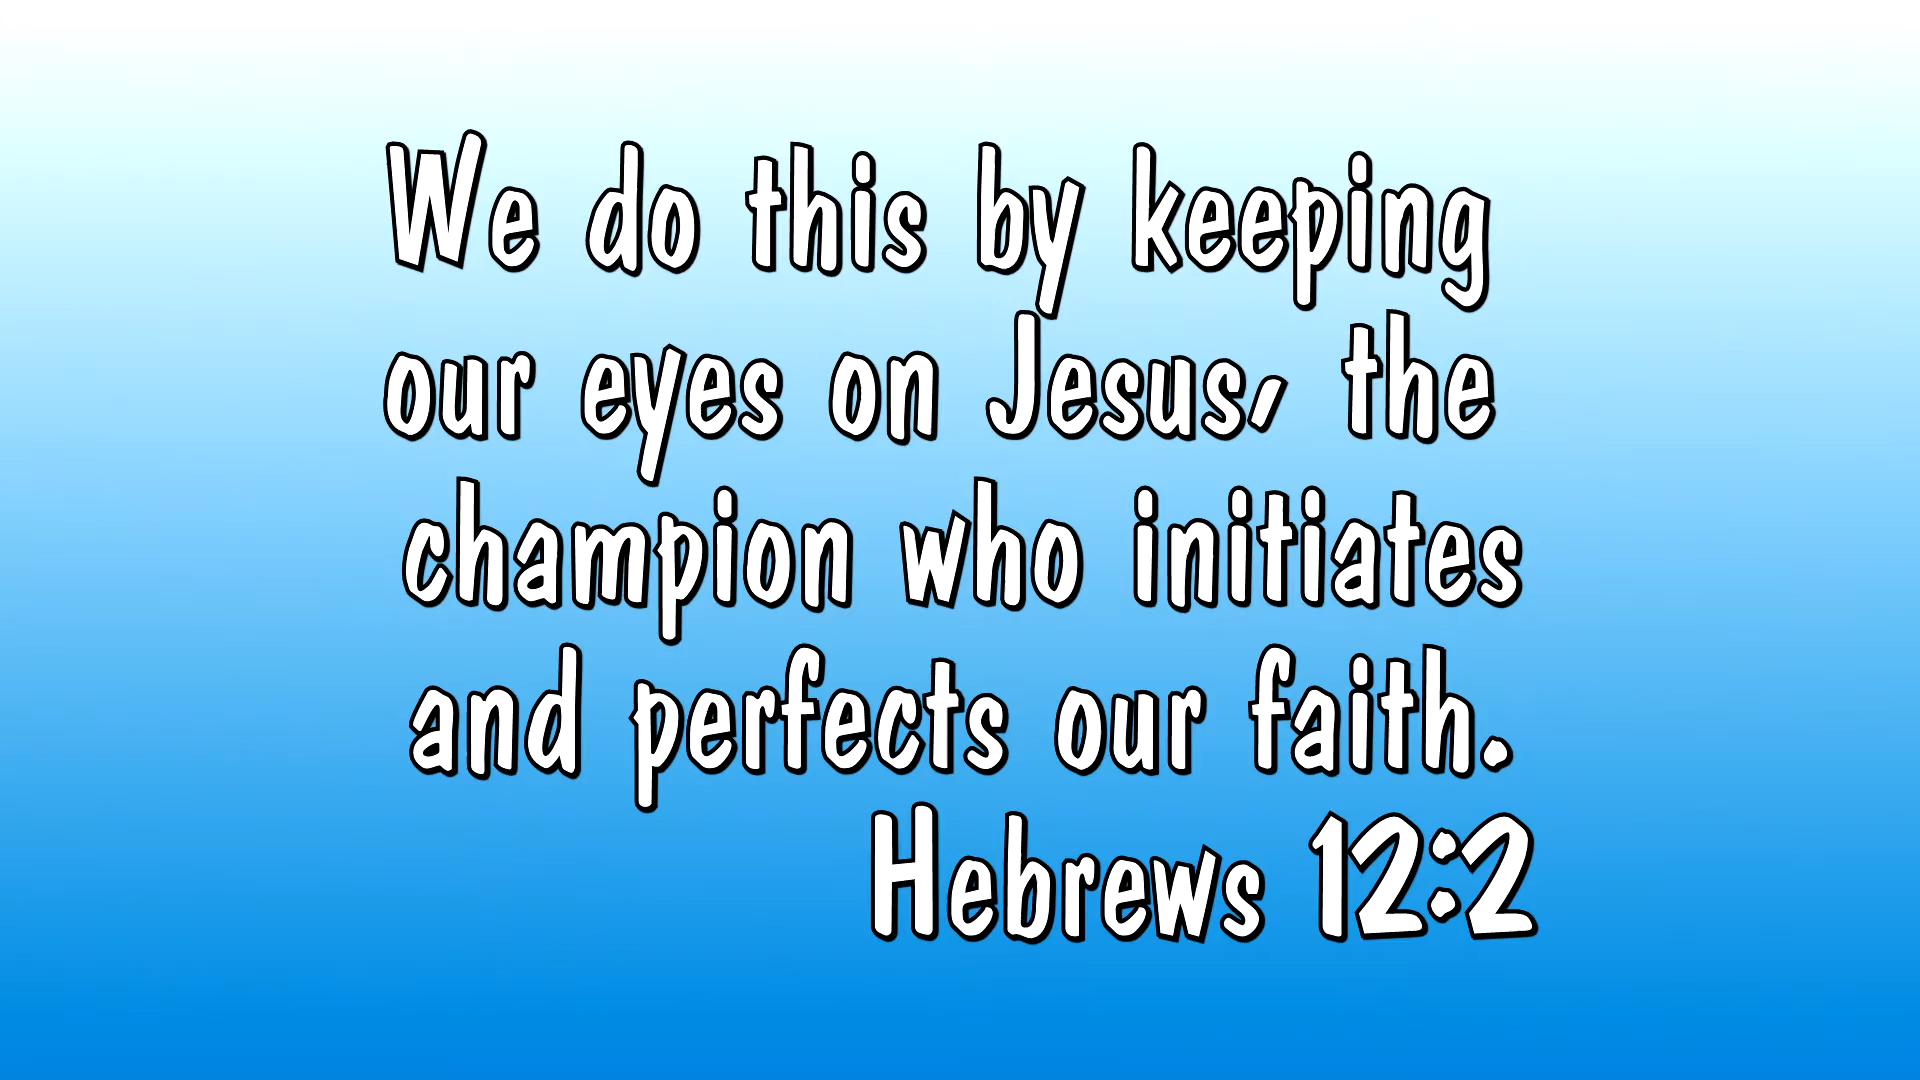 We do this by keeping
our eyes on Jesus, the
champion who initiates
and perfects our faith.
Hebrews 12:2